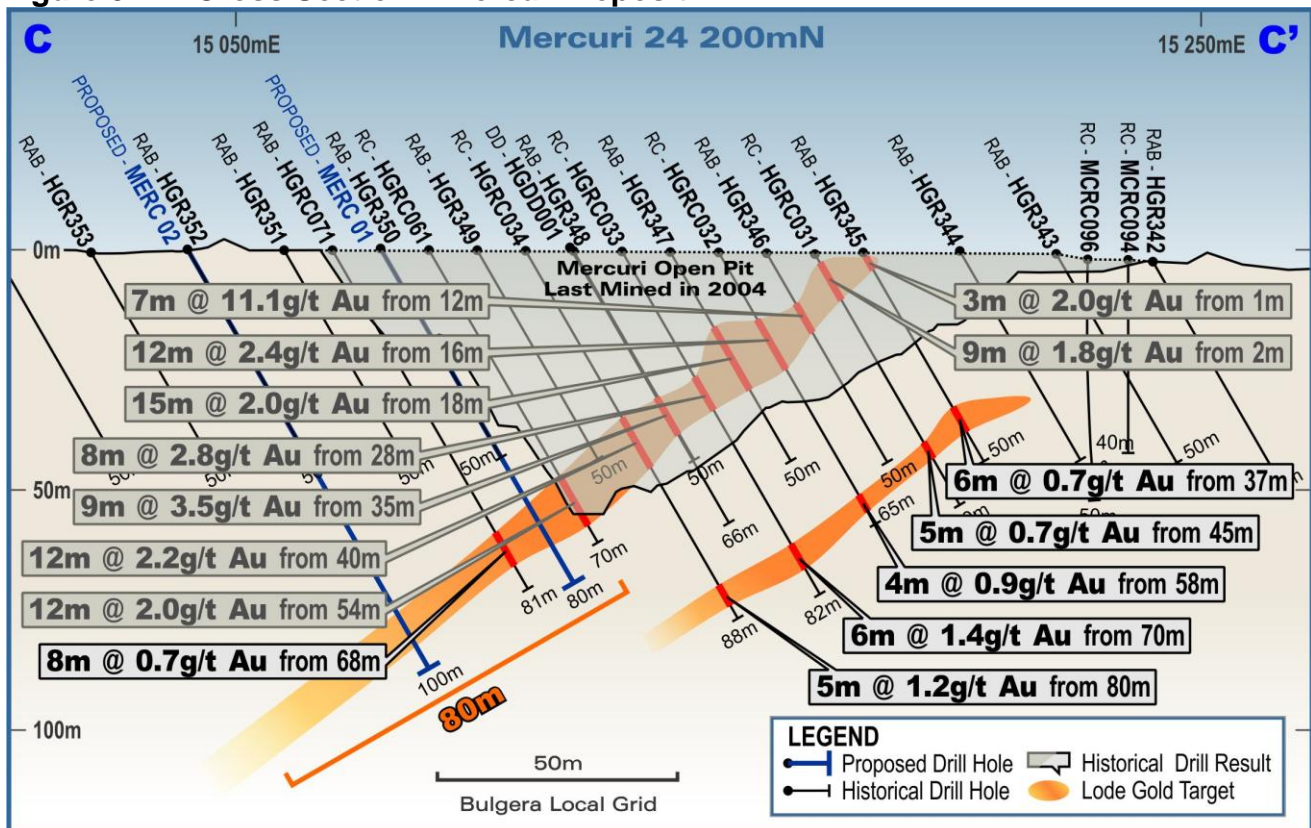 C
15 050mE
Mercuri 24 200mN
15 250mE
C’
RAB - HGR353
PROPOSED - MERC 02
RAB - HGR352
RAB - HGR351
RAB - HGRC071
PROPOSED - MERC 01
RAB - HGR350
RC - HGRC061
RAB - HGR349
RC - HGRC034
DD - HGDD001
RAB - HGR348
RC - HGRC033
RAB - HGR347
RC - HGRC032
RAB - HGR346
RC - HGRC031
RAB - HGR345
RAB - HGR344
RAB - HGR343
RC - MCRC096
RC - MCRC094
RAB - HGR342
0m
Mercuri Open Pit
Last Mined in 2004
7m @ 11.1g/t Au from 12m
3m @ 2.0g/t Au from 1m
12m @ 2.4g/t Au from 16m
9m @ 1.8g/t Au from 2m
15m @ 2.0g/t Au from 18m
8m @ 2.8g/t Au from 28m
50m
50m
50m
50m
50m
50m
40m
50m
50m
9m @ 3.5g/t Au from 35m
6m @ 0.7g/t Au from 37m
65m
66m
5m @ 0.7g/t Au from 45m
12m @ 2.2g/t Au from 40m
70m
12m @ 2.0g/t Au from 54m
81m
80m
82m
4m @ 0.9g/t Au from 58m
88m
6m @ 1.4g/t Au from 70m
8m @ 0.7g/t Au from 68m
100m
5m @ 1.2g/t Au from 80m
80m
100m
50m
Bulgera Local Grid
LEGEND
Proposed Drill Hole
Historical Drill Result
Historical Drill Hole
Lode Gold Target